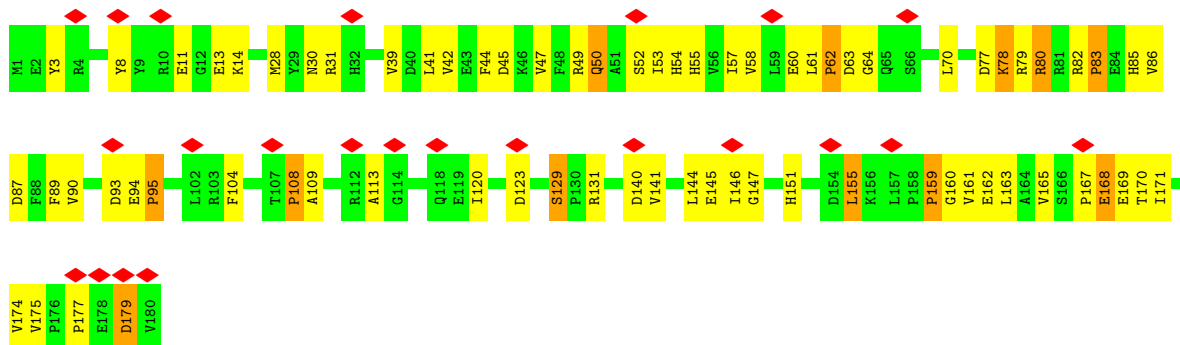 M1 E2 Y3 R4 Y8 Y9 R10 E11 G12 E13 K14 M28 Y29 N30 R31 H32 V39 D40 L41 V42 E43 F44 D45 K46 V47 F48 R49 Q50 A51 S52 I53 H54 H55 V56 I57 V58 L59 E60 L61 P62 D63 G64 Q65 S66 L70 D77 K78 R79 R80 R81 R82 P83 E84 H85 V86
D87 F88 F89 V90 D93 E94 P95 L102 R103 F104 T107 P108 A109 R112 A113 G114 Q118 E119 I120 D123 S129 P130 R131 D140 V141 L144 E145 I146 G147 H151 D154 L155 K156 L157 P158 P159 G160 V161 E162 L163 A164 V165 S166 P167 E168 E169 T170 I171
V174 V175 P176 P177 E178 D179 V180